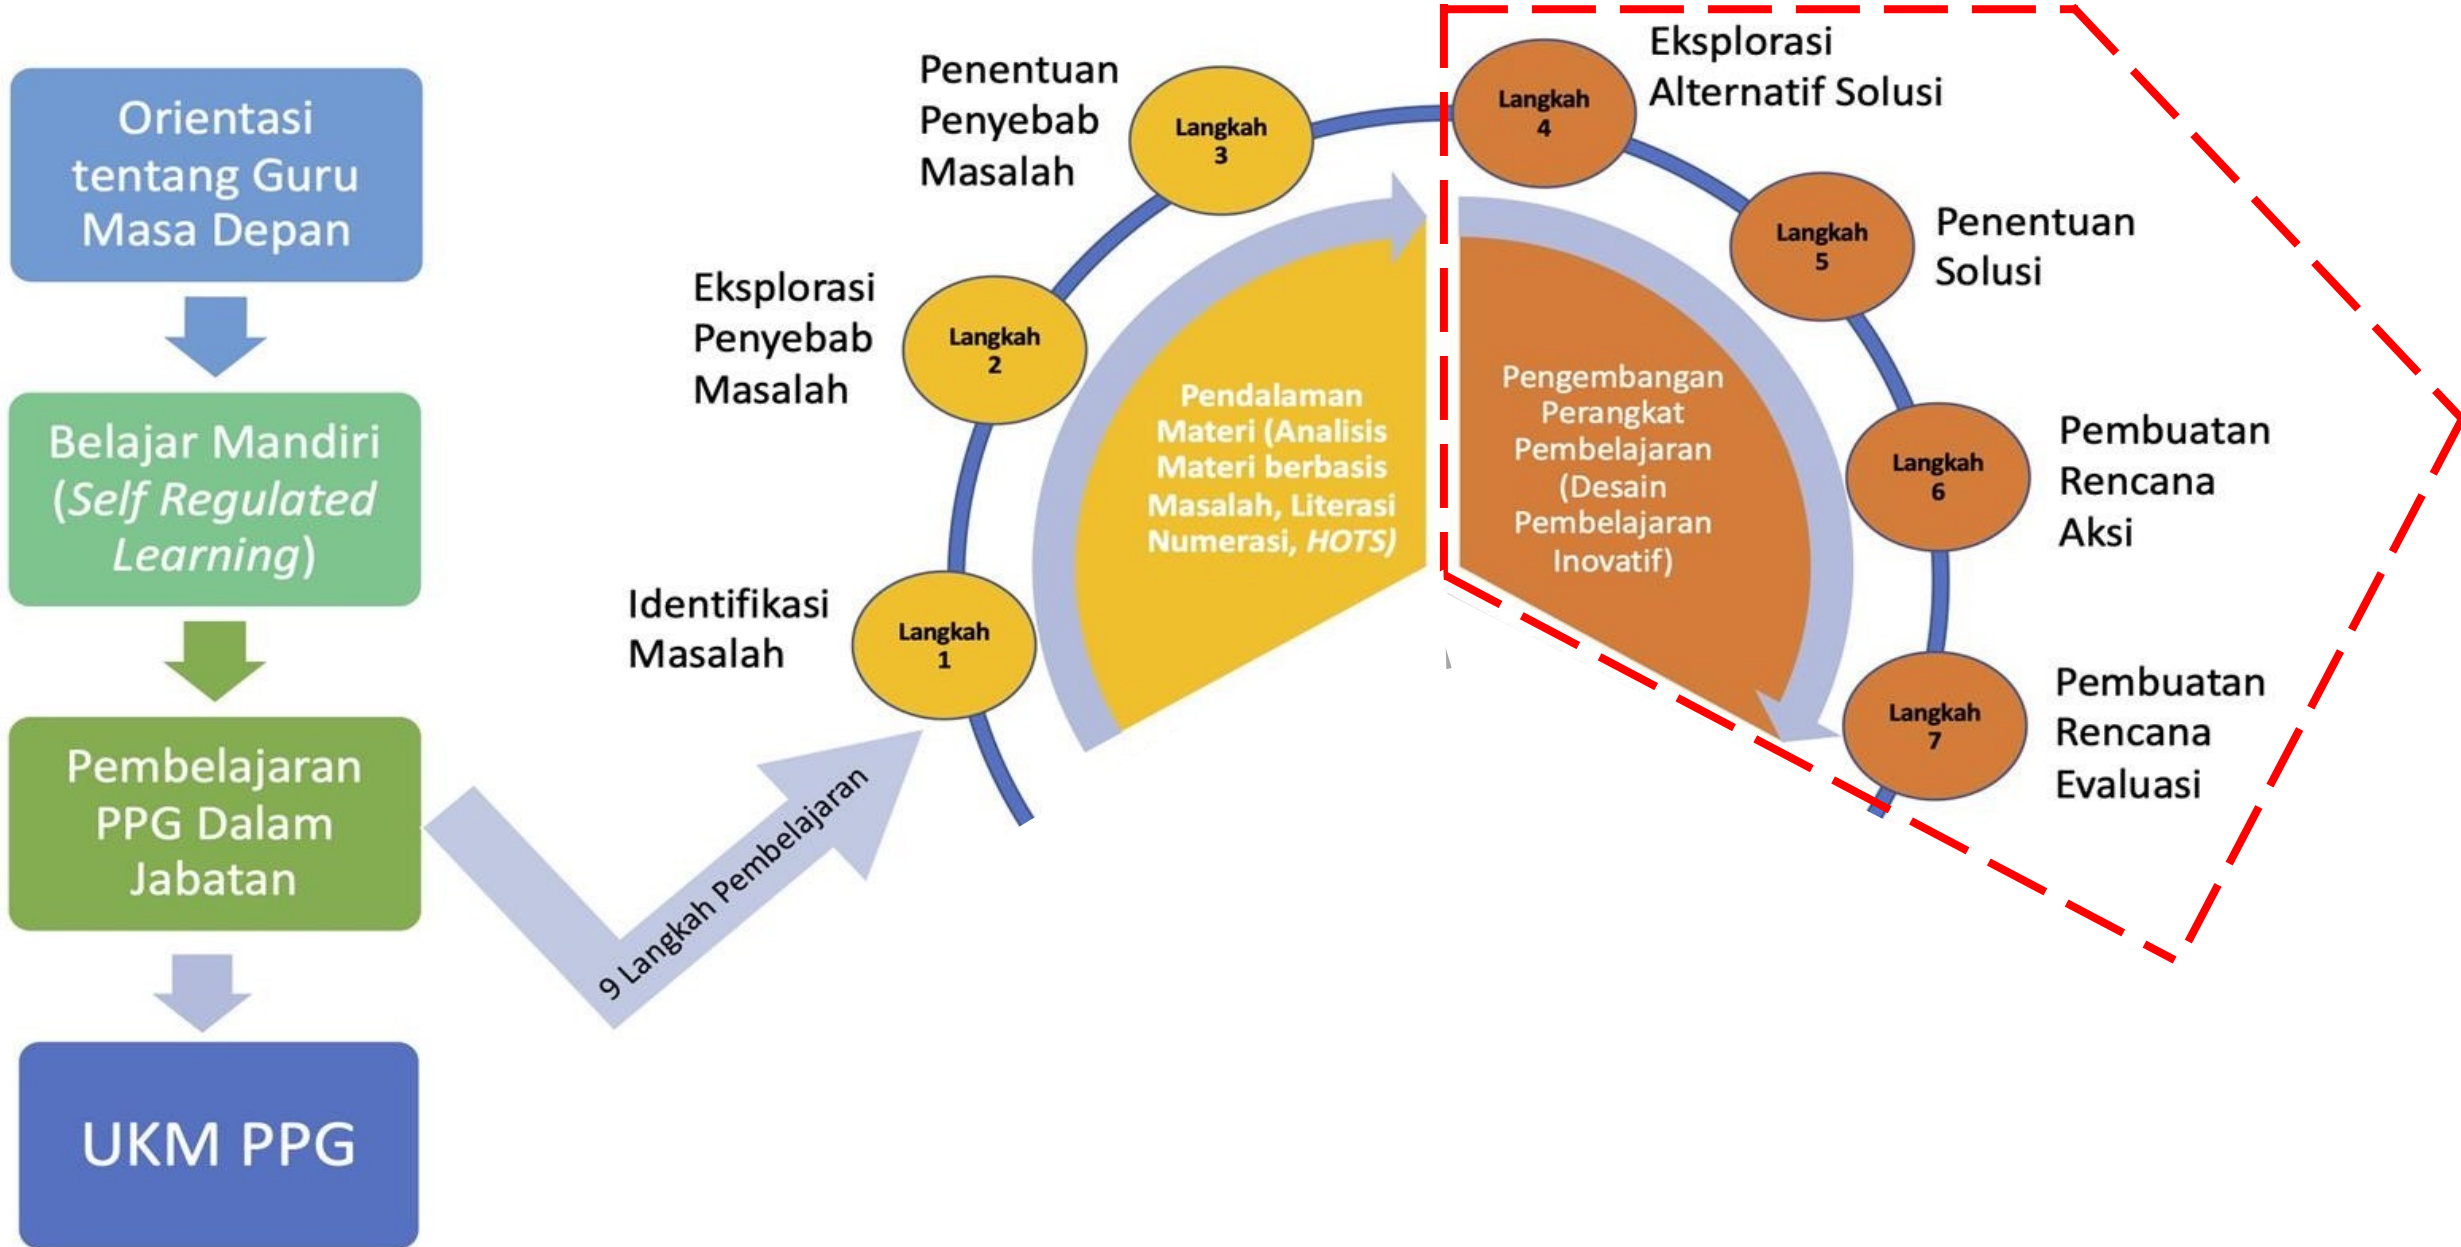 Orientasi
tentang Guru
Masa Depan
Belajar Mandiri
(Self Regulated
Learning)
Pembelajaran
PPG Dalam
Jabatan
UKM PPG
9 Langkah Pembelajaran
Identifikasi
Masalah
Langkah
1
Eksplorasi
Penyebab
Masalah
Langkah
2
Penentuan
Penyebab
Masalah
Langkah
3
Pendalaman
Materi (Analisis
Materi berbasis
Masalah, Literasi
Numerasi, HOTS)
Langkah
4
Eksplorasi
Alternatif Solusi
Langkah
5
Penentuan
Solusi
Pengembangan
Perangkat
Pembelajaran
(Desain
Pembelajaran
Inovatif)
Langkah
6
Pembuatan
Rencana
Aksi
Langkah
7
Pembuatan
Rencana
Evaluasi